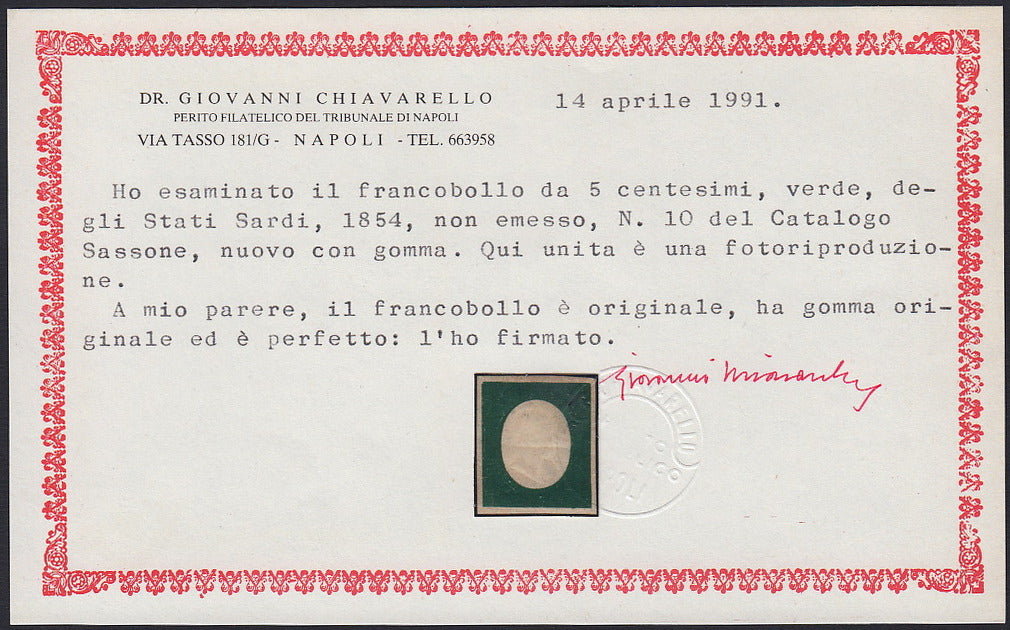 DR. GIOVANNI CHIAVARELLO
PERITO FILATELICO DEL TRIBUNALE DI NAPOLI
VIA TASSO 181/G - NAPOLI - TEL. 663958
14 aprile 1991.
Ho esaminato il francobollo da 5 centesimi, verde, de-
gli Stati Sardi, 1854, non emesso, N. 10 del Catalogo
Sassone, nuovo con gomma. Qui unita è una fotoriproduzio-
ne.
A mio parere, il francobollo è originale, ha gomma ori-
ginale ed è perfetto: l'ho firmato.
Giovanni Chiavarello